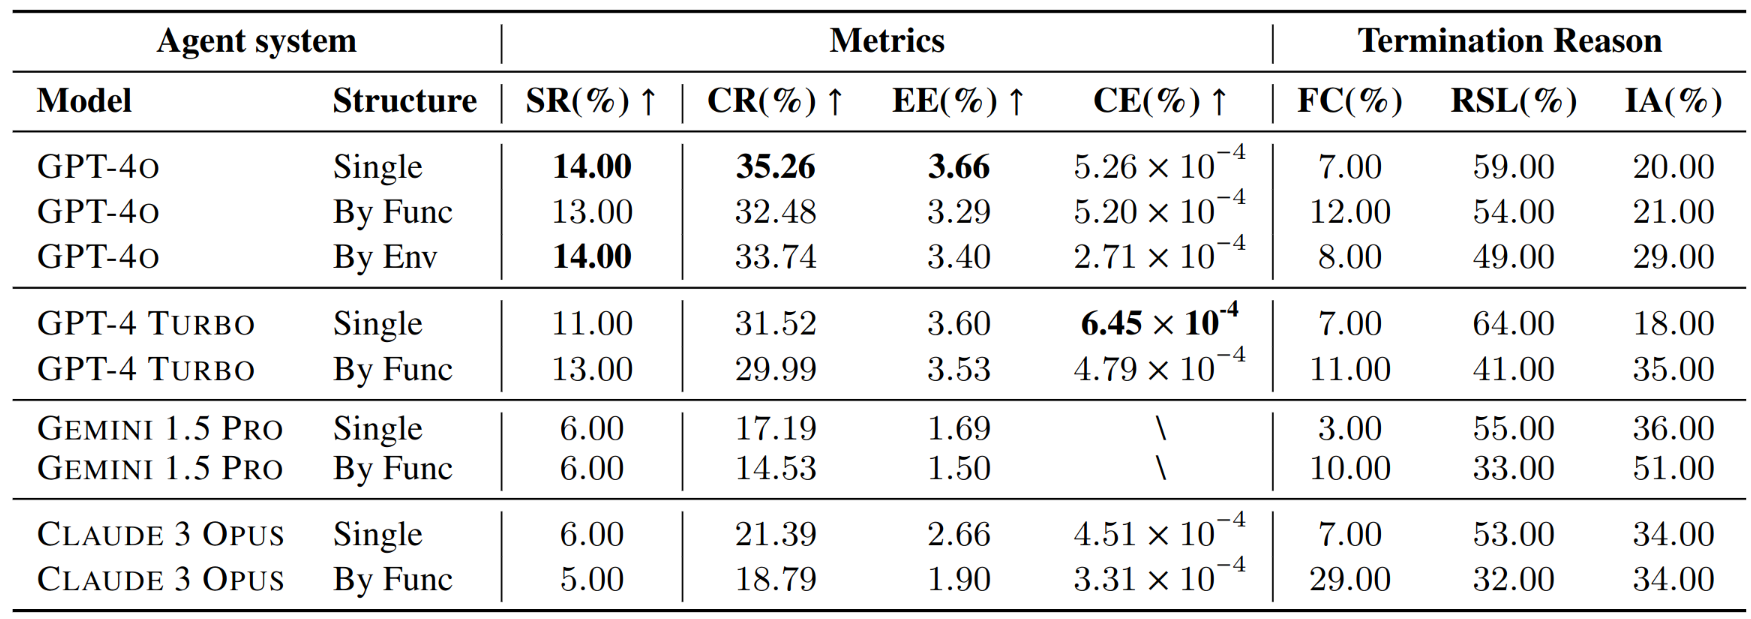 Agent system Metrics Termination Reason
Model Structure SR(%) ↑ CR(%) ↑ EE(%) ↑ CE(%) ↑ FC(%) RSL(%) IA(%)
GPT-4O Single 14.00 35.26 3.66 5.26 × 10⁻⁴ 7.00 59.00 20.00
GPT-4O By Func 13.00 32.48 3.29 5.20 × 10⁻⁴ 12.00 54.00 21.00
GPT-4O By Env 14.00 33.74 3.40 2.71 × 10⁻⁴ 8.00 49.00 29.00
GPT-4 TURBO Single 11.00 31.52 3.60 6.45 × 10⁻⁴ 7.00 64.00 18.00
GPT-4 TURBO By Func 13.00 29.99 3.53 4.79 × 10⁻⁴ 11.00 41.00 35.00
GEMINI 1.5 PRO Single 6.00 17.19 1.69 \ 3.00 55.00 36.00
GEMINI 1.5 PRO By Func 6.00 14.53 1.50 \ 10.00 33.00 51.00
CLAUDE 3 OPUS Single 6.00 21.39 2.66 4.51 × 10⁻⁴ 7.00 53.00 34.00
CLAUDE 3 OPUS By Func 5.00 18.79 1.90 3.31 × 10⁻⁴ 29.00 32.00 34.00